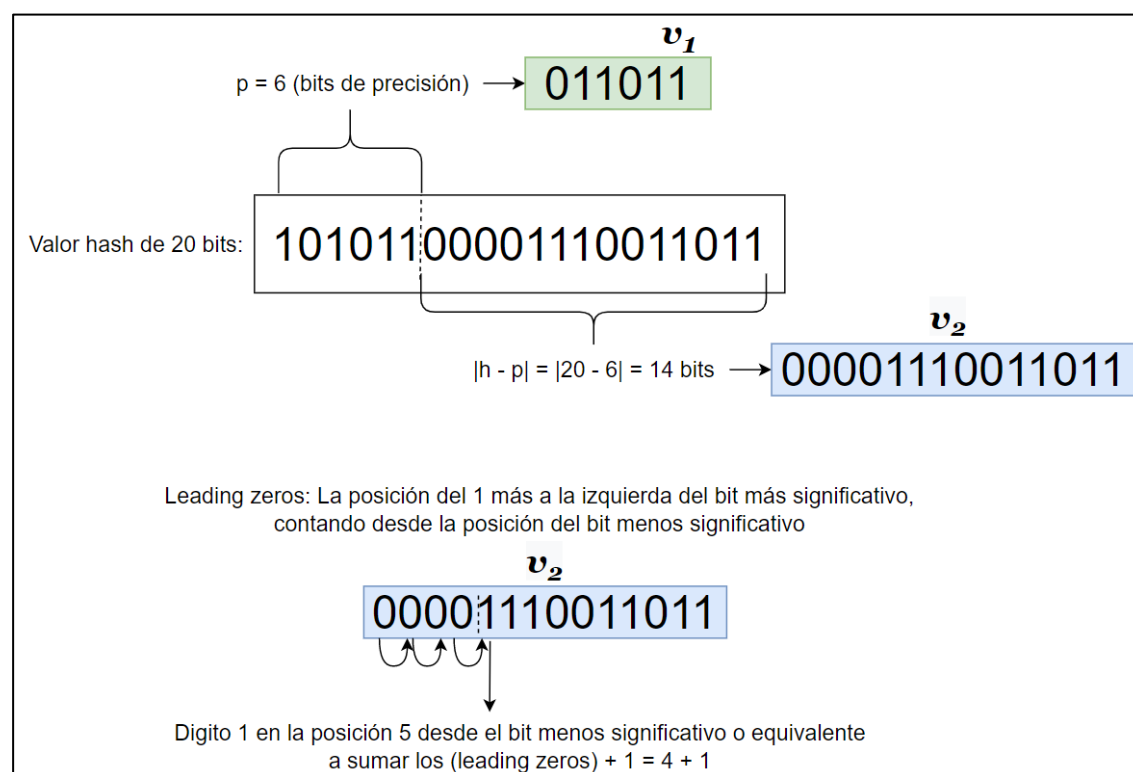 v1
p = 6 (bits de precisión)
011011
Valor hash de 20 bits:
10101100001110011011
v2
|h - p| = |20 - 6| = 14 bits
00001110011011
Leading zeros: La posición del 1 más a la izquierda del bit más significativo,
contando desde la posición del bit menos significativo
v2
00001110011011
Digito 1 en la posición 5 desde el bit menos significativo o equivalente
a sumar los (leading zeros) + 1 = 4 + 1